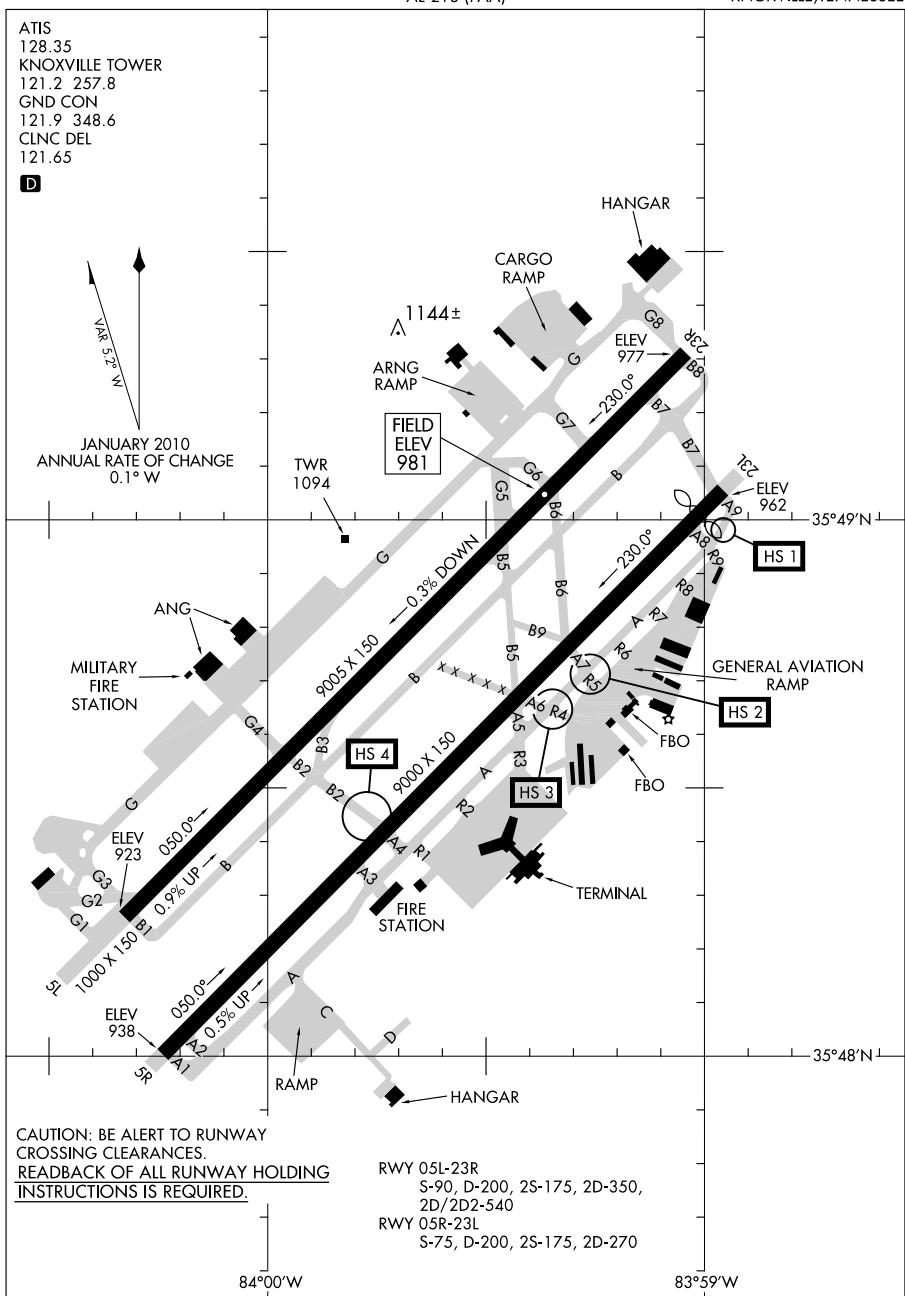 AL-218 (FAA)
ATIS
128.35
KNOXVILLE TOWER
121.2 257.8
GND CON
121.9 348.6
CLNC DEL
121.65
D
VAR 5.2° W
JANUARY 2010
ANNUAL RATE OF CHANGE
0.1° W
HANGAR
CARGO
RAMP
1144±
ARNG
RAMP
G8
G
ELEV
977
23R
B8
230.0°
B7
G7
FIELD
ELEV
981
B
B7
23L
TWR
1094
G6
G5
B6
ELEV
962
A9
35°49'N
A8
R9
HS 1
G
0.3% DOWN
B5
230.0°
B6
R8
R7
A
ANG
B9
R6
GENERAL AVIATION
RAMP
MILITARY
FIRE
STATION
9005 X 150
B
X X X X X
B5
A7
R5
HS 2
A6 R4
G4
B3
A5
FBO
HS 4
9000 X 150
R3
FBO
B2
A
HS 3
B2
R2
G
050.0°
A4
R1
ELEV
923
0.9% UP
B
A3
TERMINAL
G3
G2
G1
B1
FIRE
STATION
1000 X 150
5L
050.0°
0.5% UP
A
C
ELEV
938
A2
A1
5R
D
35°48'N
RAMP
HANGAR
CAUTION: BE ALERT TO RUNWAY
CROSSING CLEARANCES.
READBACK OF ALL RUNWAY HOLDING
INSTRUCTIONS IS REQUIRED.
RWY 05L-23R
S-90, D-200, 2S-175, 2D-350,
2D/2D2-540
RWY 05R-23L
S-75, D-200, 2S-175, 2D-270
84°00'W
83°59'W